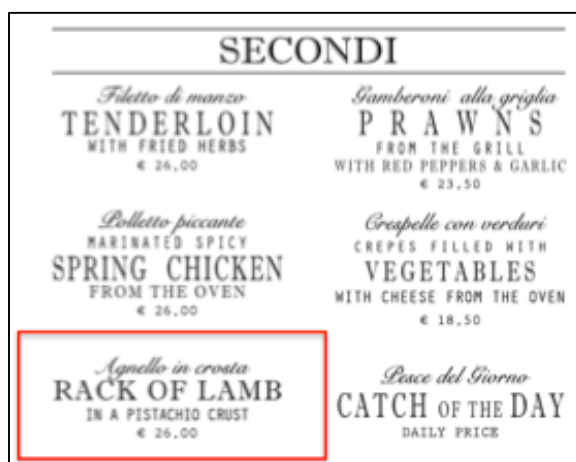 SECONDI
Filetto di manzo
TENDERLOIN
WITH FRIED HERBS
€ 26,00
Polletto piccante
MARINATED SPICY
SPRING CHICKEN
FROM THE OVEN
€ 26,00
Agnello in crosta
RACK OF LAMB
IN A PISTACHIO CRUST
€ 26,00
Gamberoni alla griglia
PRAWNS
FROM THE GRILL
WITH RED PEPPERS & GARLIC
€ 23,50
Crespelle con verduri
CREPES FILLED WITH
VEGETABLES
WITH CHEESE FROM THE OVEN
€ 18,50
Pesce del Giorno
CATCH OF THE DAY
DAILY PRICE